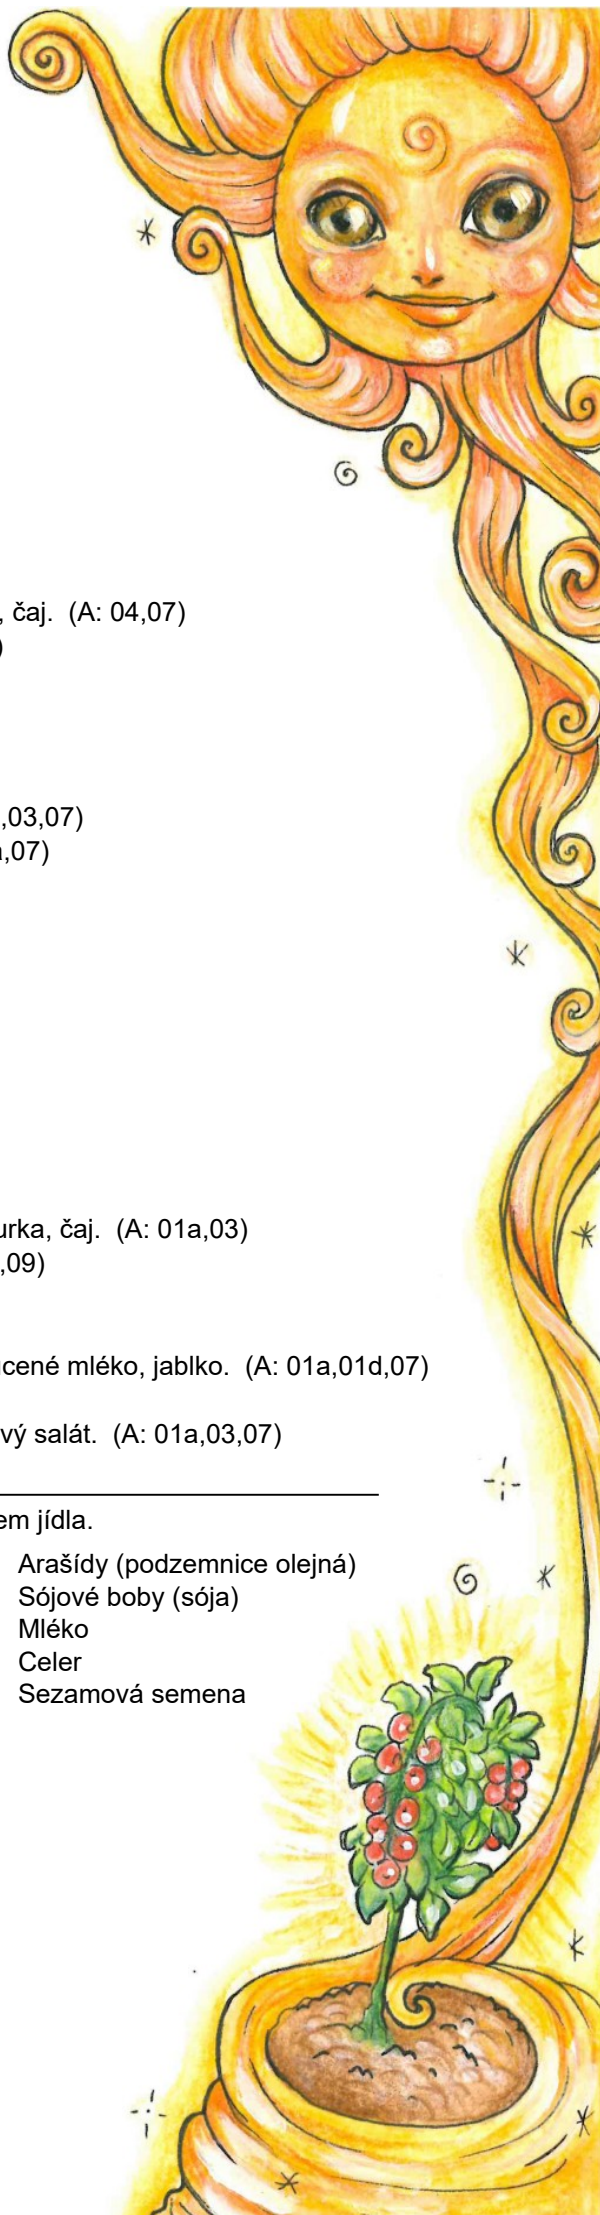 , čaj. (A: 04,07)
)
,03,07)
,07)
urka, čaj. (A: 01a,03)
,09)
cené mléko, jablko. (A: 01a,01d,07)
vý salát. (A: 01a,03,07)
em jídla.
Arašídy (podzemnice olejná)
Sójové boby (sója)
Mléko
Celer
Sezamová semena